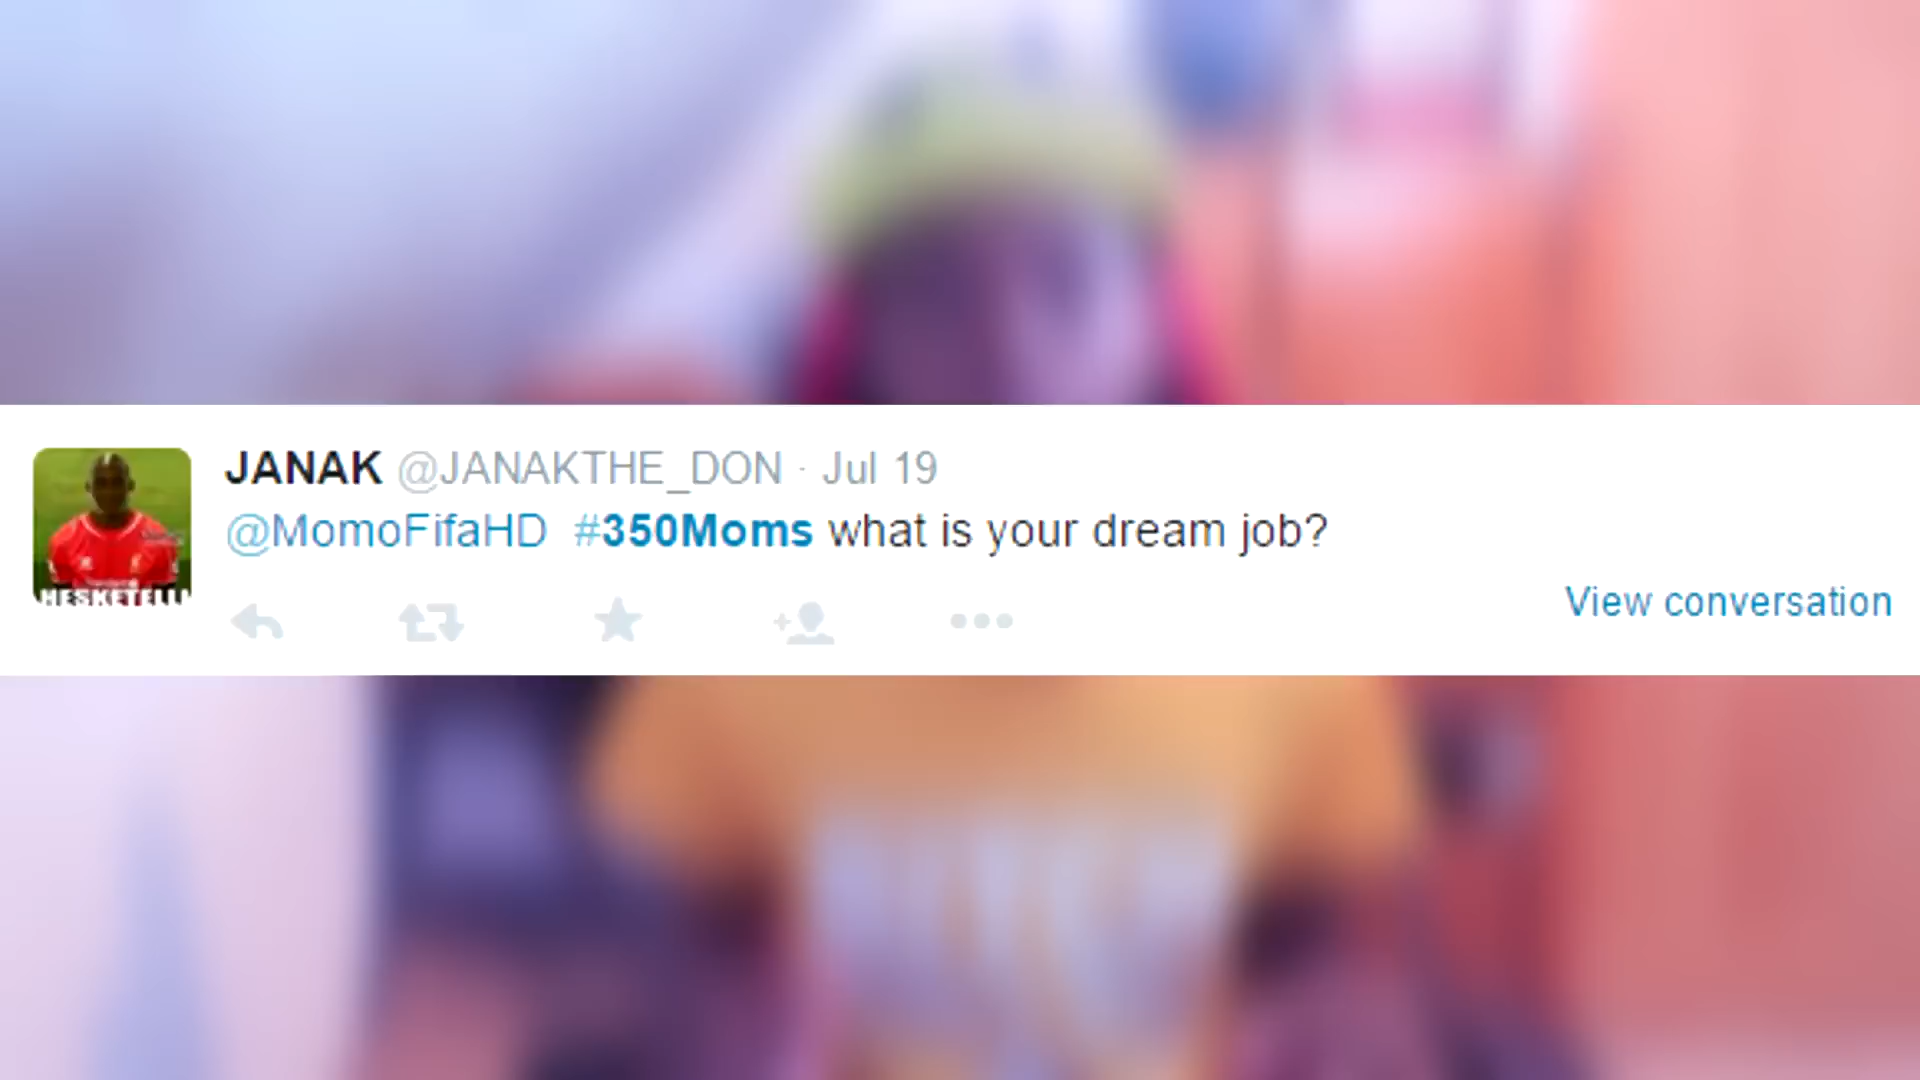 JANAK @JANAKTHE_DON · Jul 19
@MomoFifaHD #350Moms what is your dream job?
View conversation